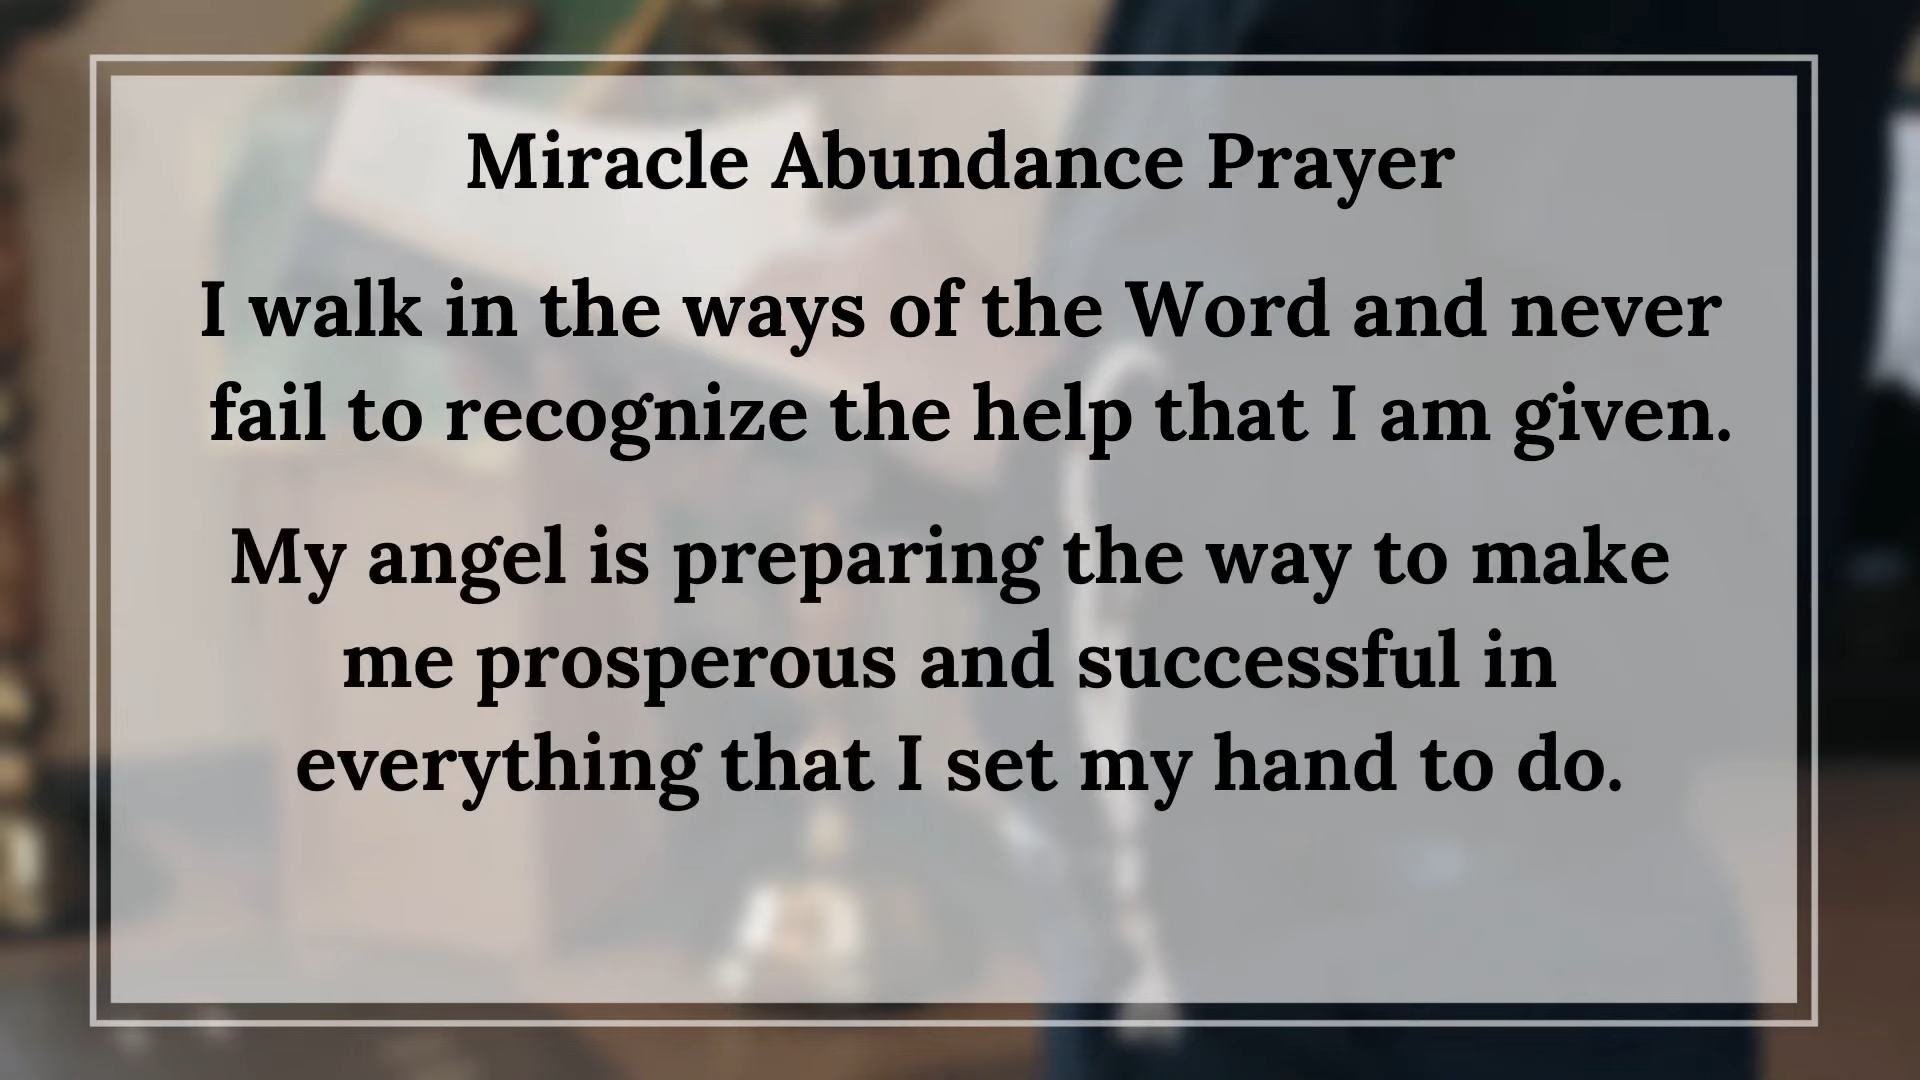 Miracle Abundance Prayer
I walk in the ways of the Word and never
fail to recognize the help that I am given.
My angel is preparing the way to make
me prosperous and successful in
everything that I set my hand to do.